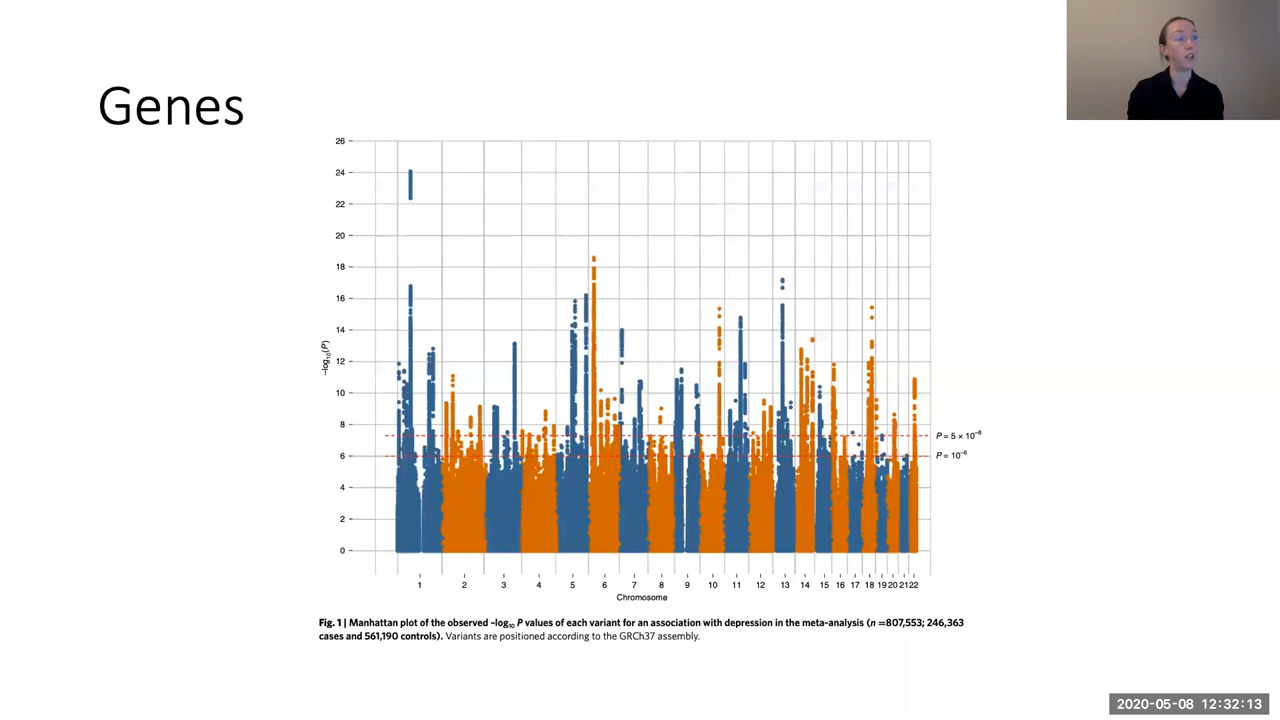 Genes
26
24
22
20
18
16
14
12
10
8
6
4
2
0
−log₁₀(P)
P = 5 × 10⁻⁸
P = 10⁻⁶
1 2 3 4 5 6 7 8 9 10 11 12 13 14 15 16 17 18 19 20 21 22
Chromosome
Fig. 1 | Manhattan plot of the observed –log₁₀ P values of each variant for an association with depression in the meta-analysis (n =807,553; 246,363
cases and 561,190 controls). Variants are positioned according to the GRCh37 assembly.
2020-05-08 12:32:13